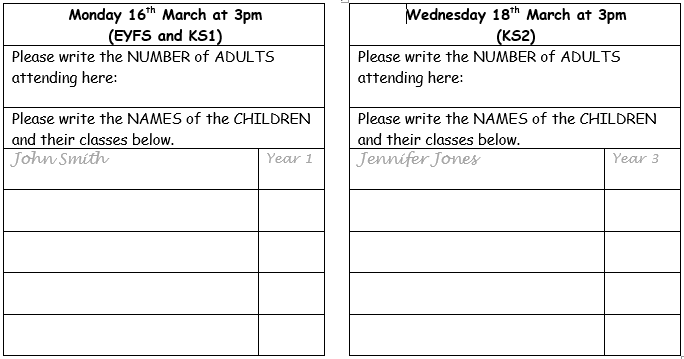 Monday 16th March at 3pm
(EYFS and KS1)
Please write the NUMBER of ADULTS
attending here:
Please write the NAMES of the CHILDREN
and their classes below.
John Smith Year 1
Wednesday 18th March at 3pm
(KS2)
Please write the NUMBER of ADULTS
attending here:
Please write the NAMES of the CHILDREN
and their classes below.
Jennifer Jones Year 3